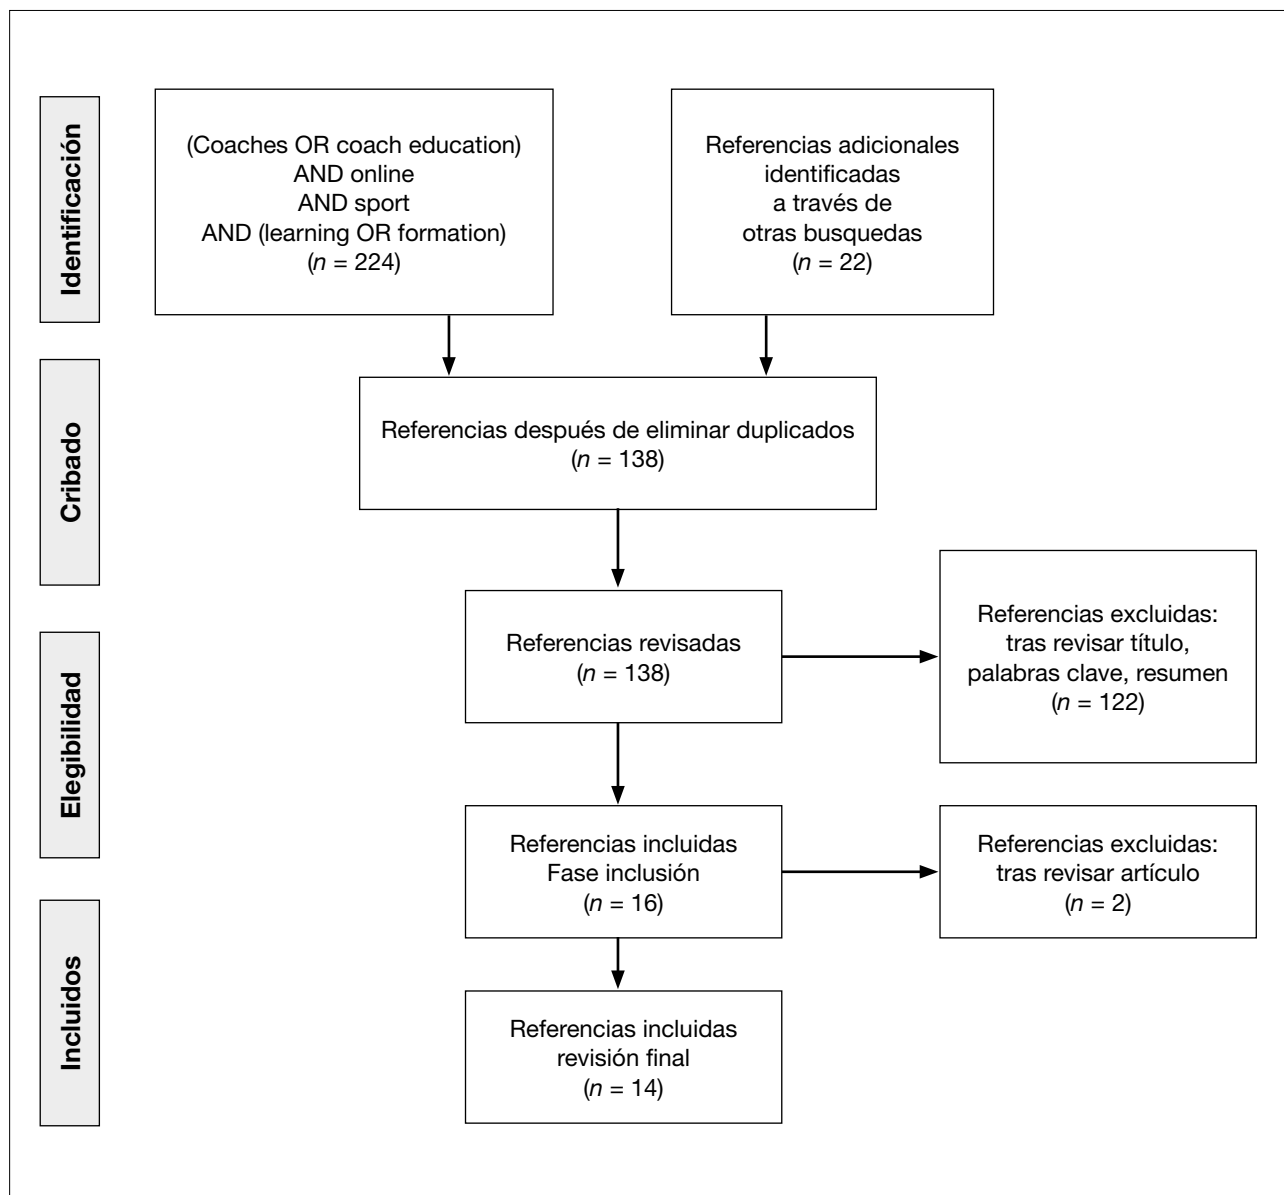 Identificación
(Coaches OR coach education)
AND online
AND sport
AND (learning OR formation)
(n = 224)
Referencias adicionales
identificadas
a través de
otras busquedas
(n = 22)
Cribado
Referencias después de eliminar duplicados
(n = 138)
Elegibilidad
Referencias revisadas
(n = 138)
Referencias excluidas:
tras revisar título,
palabras clave, resumen
(n = 122)
Referencias incluidas
Fase inclusión
(n = 16)
Referencias excluidas:
tras revisar artículo
(n = 2)
Incluidos
Referencias incluidas
revisión final
(n = 14)